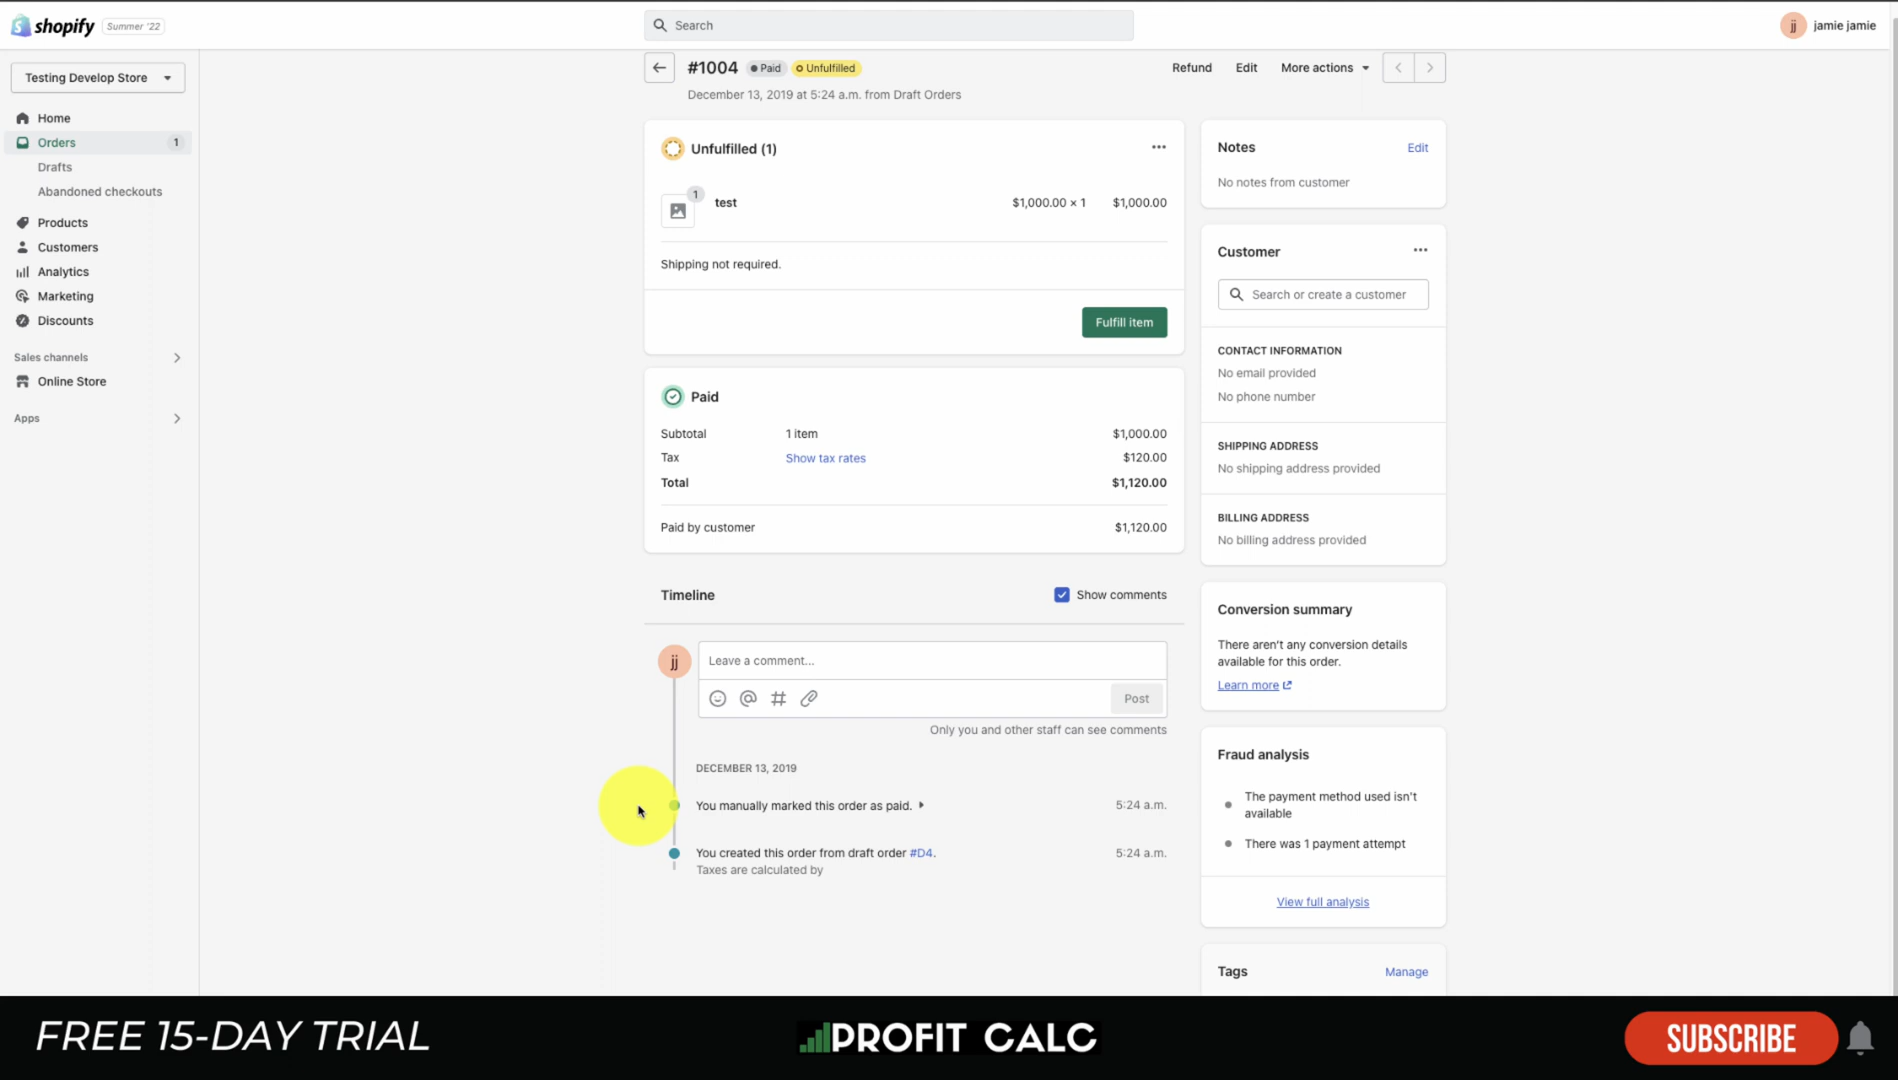 shopify Summer '22
Search
jj jamie jamie
Testing Develop Store
Home
Orders 1
Drafts
Abandoned checkouts
Products
Customers
Analytics
Marketing
Discounts
Sales channels
Online Store
Apps
#1004 Paid Unfulfilled
Refund Edit More actions
December 13, 2019 at 5:24 a.m. from Draft Orders
Unfulfilled (1)
1
test $1,000.00 × 1 $1,000.00
Shipping not required.
Fulfill item
Paid
Subtotal 1 item $1,000.00
Tax Show tax rates $120.00
Total $1,120.00
Paid by customer $1,120.00
Timeline Show comments
jj Leave a comment...
Post
Only you and other staff can see comments
DECEMBER 13, 2019
You manually marked this order as paid. 5:24 a.m.
You created this order from draft order #D4. 5:24 a.m.
Taxes are calculated by
Notes Edit
No notes from customer
Customer
Search or create a customer
CONTACT INFORMATION
No email provided
No phone number
SHIPPING ADDRESS
No shipping address provided
BILLING ADDRESS
No billing address provided
Conversion summary
There aren't any conversion details
available for this order.
Learn more
Fraud analysis
The payment method used isn't
available
There was 1 payment attempt
View full analysis
Tags Manage
FREE 15-DAY TRIAL
PROFIT CALC
SUBSCRIBE